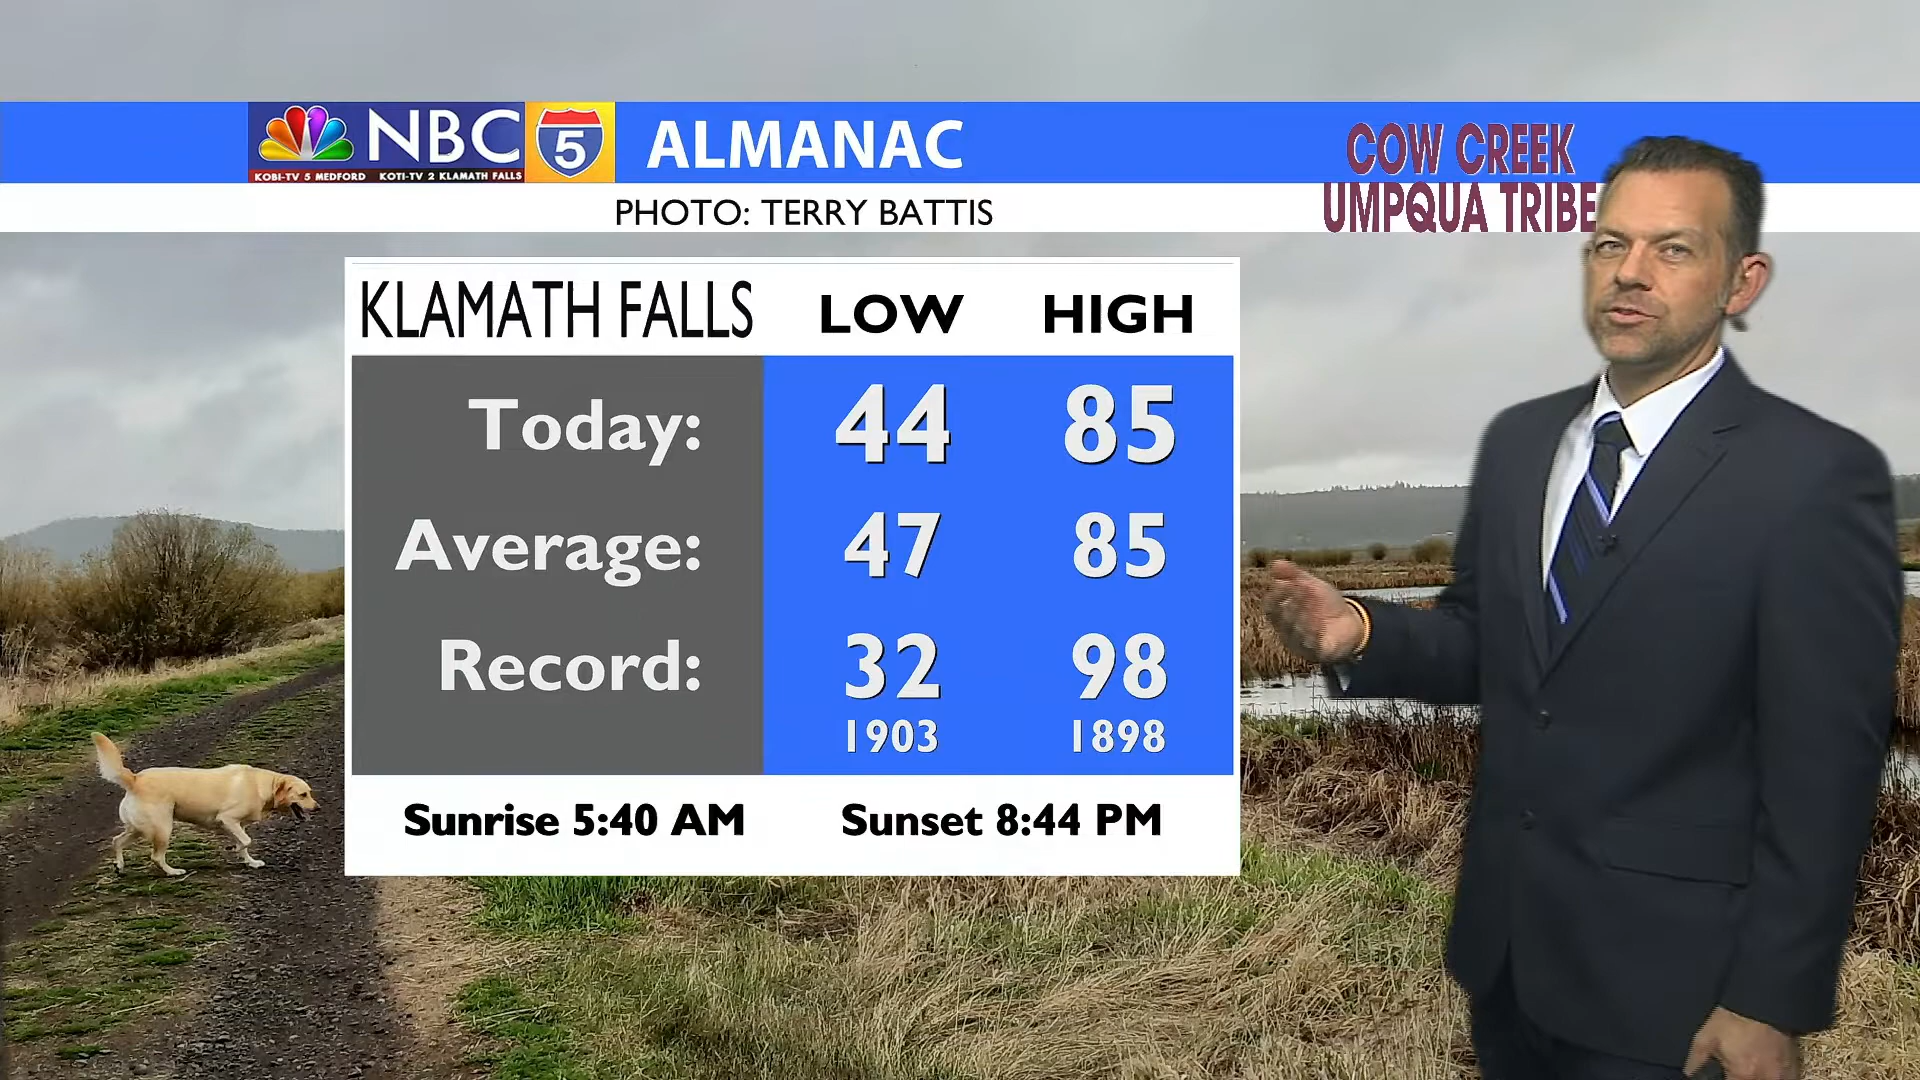 NBC 5
KOBI-TV 5 MEDFORD KOTI-TV 2 KLAMATH FALLS
ALMANAC
COW CREEK
UMPQUA TRIBE
PHOTO: TERRY BATTIS
KLAMATH FALLS LOW HIGH
Today: 44 85
Average: 47 85
Record: 32 98
1903 1898
Sunrise 5:40 AM Sunset 8:44 PM